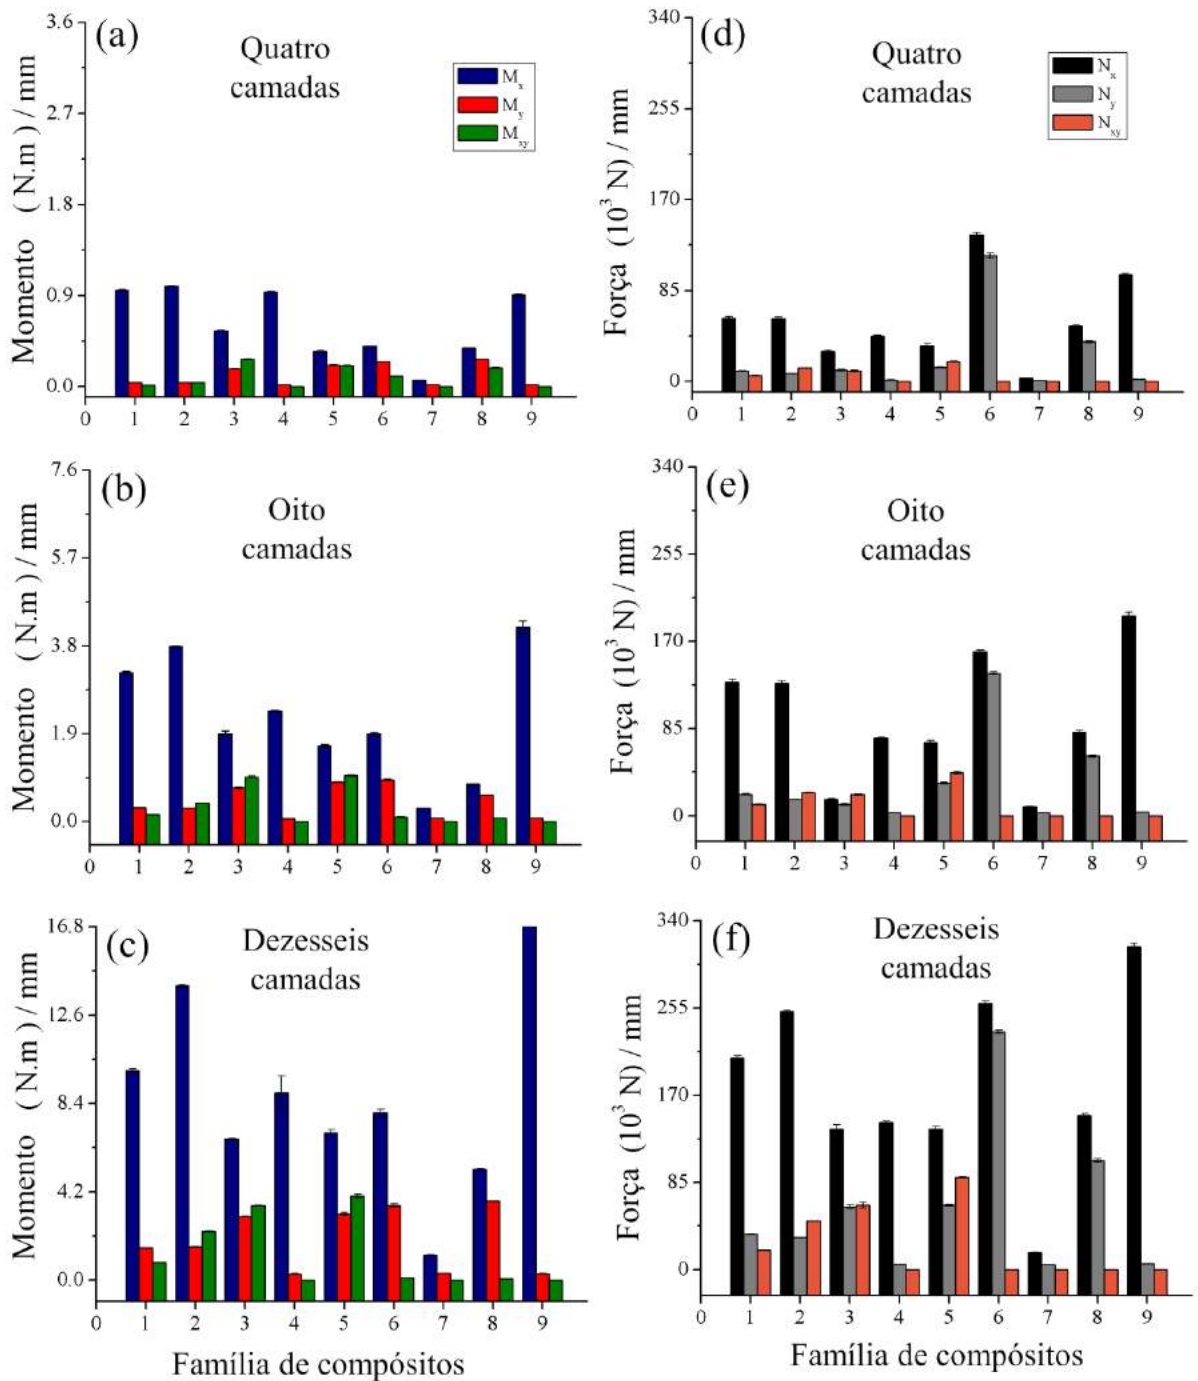 (a)
Quatro
camadas
M_x
M_y
M_xy
Momento (N.m)/mm
3.6
2.7
1.8
0.9
0.0
0 1 2 3 4 5 6 7 8 9
(d)
Quatro
camadas
N_x
N_y
N_xy
Força (10³ N)/mm
340
255
170
85
0
0 1 2 3 4 5 6 7 8 9
(b)
Oito
camadas
Momento (N.m)/mm
7.6
5.7
3.8
1.9
0.0
0 1 2 3 4 5 6 7 8 9
(e)
Oito
camadas
Força (10³ N)/mm
340
255
170
85
0
0 1 2 3 4 5 6 7 8 9
(c)
Dezesseis
camadas
Momento (N.m)/mm
16.8
12.6
8.4
4.2
0.0
0 1 2 3 4 5 6 7 8 9
Família de compósitos
(f)
Dezesseis
camadas
Força (10³ N)/mm
340
255
170
85
0
0 1 2 3 4 5 6 7 8 9
Família de compósitos